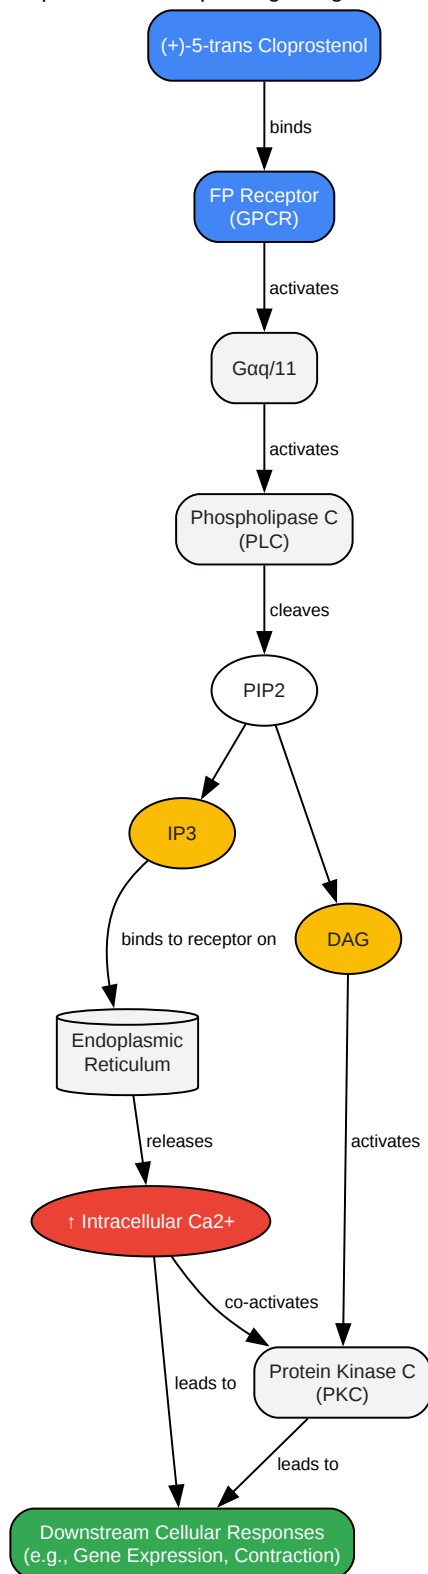 (+)-5-trans Cloprostenol
binds
FP Receptor
(GPCR)
activates
Gαq/11
activates
Phospholipase C
(PLC)
cleaves
PIP2
IP3
binds to receptor on
DAG
Endoplasmic
Reticulum
releases
activates
↑ Intracellular Ca2+
co-activates
Protein Kinase C
(PKC)
leads to
leads to
Downstream Cellular Responses
(e.g., Gene Expression, Contraction)